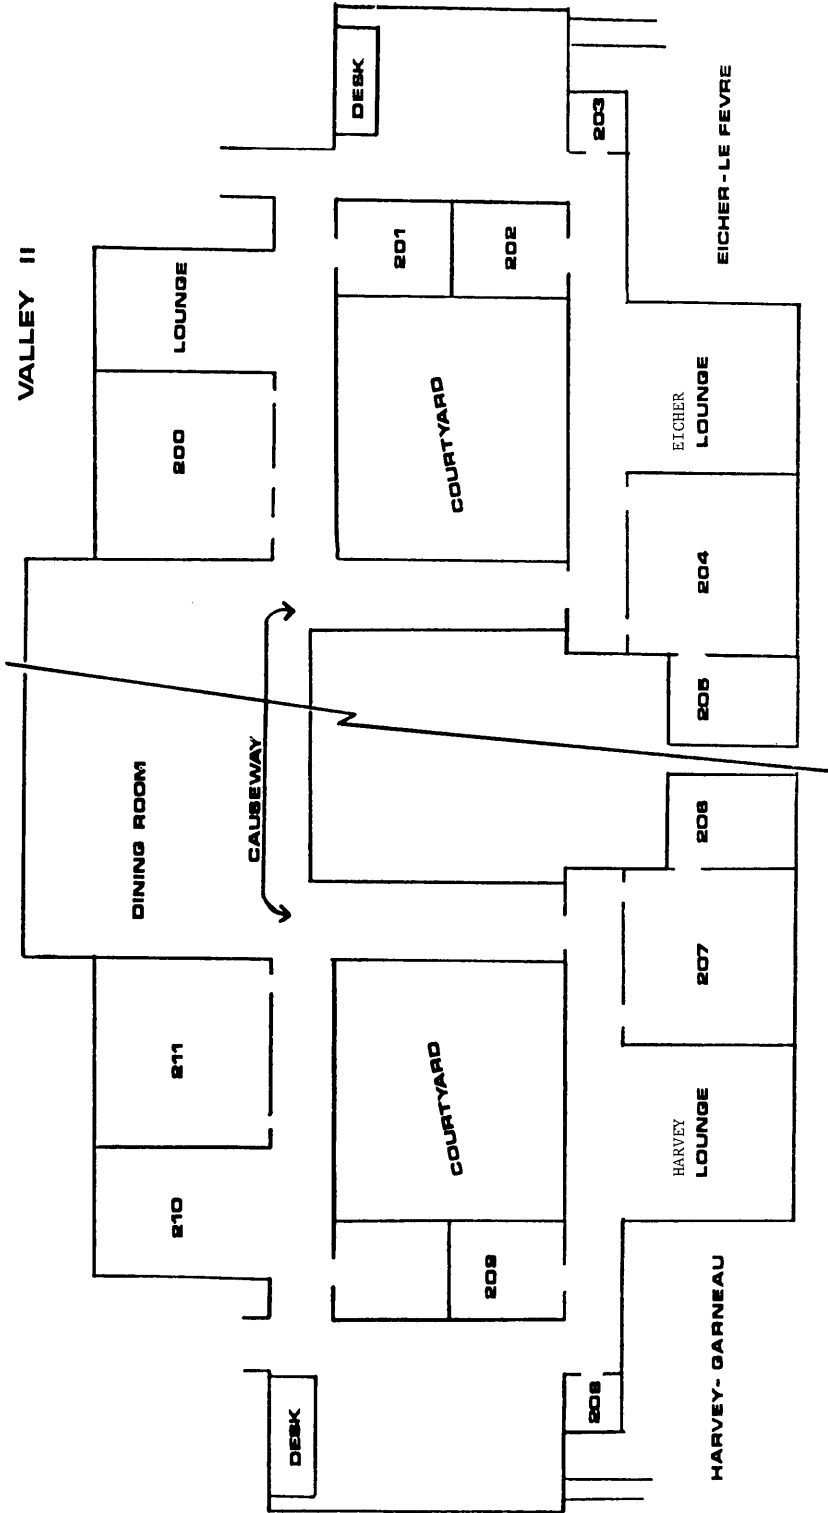 VALLEY II
DINING ROOM
210
211
200
LOUNGE
CAUSEWAY
DESK
DESK
201
COURTYARD
COURTYARD
209
202
208
203
HARVEY
LOUNGE
207
206
205
204
EICHER
LOUNGE
HARVEY-GARNEAU
EICHER-LE FEVRE